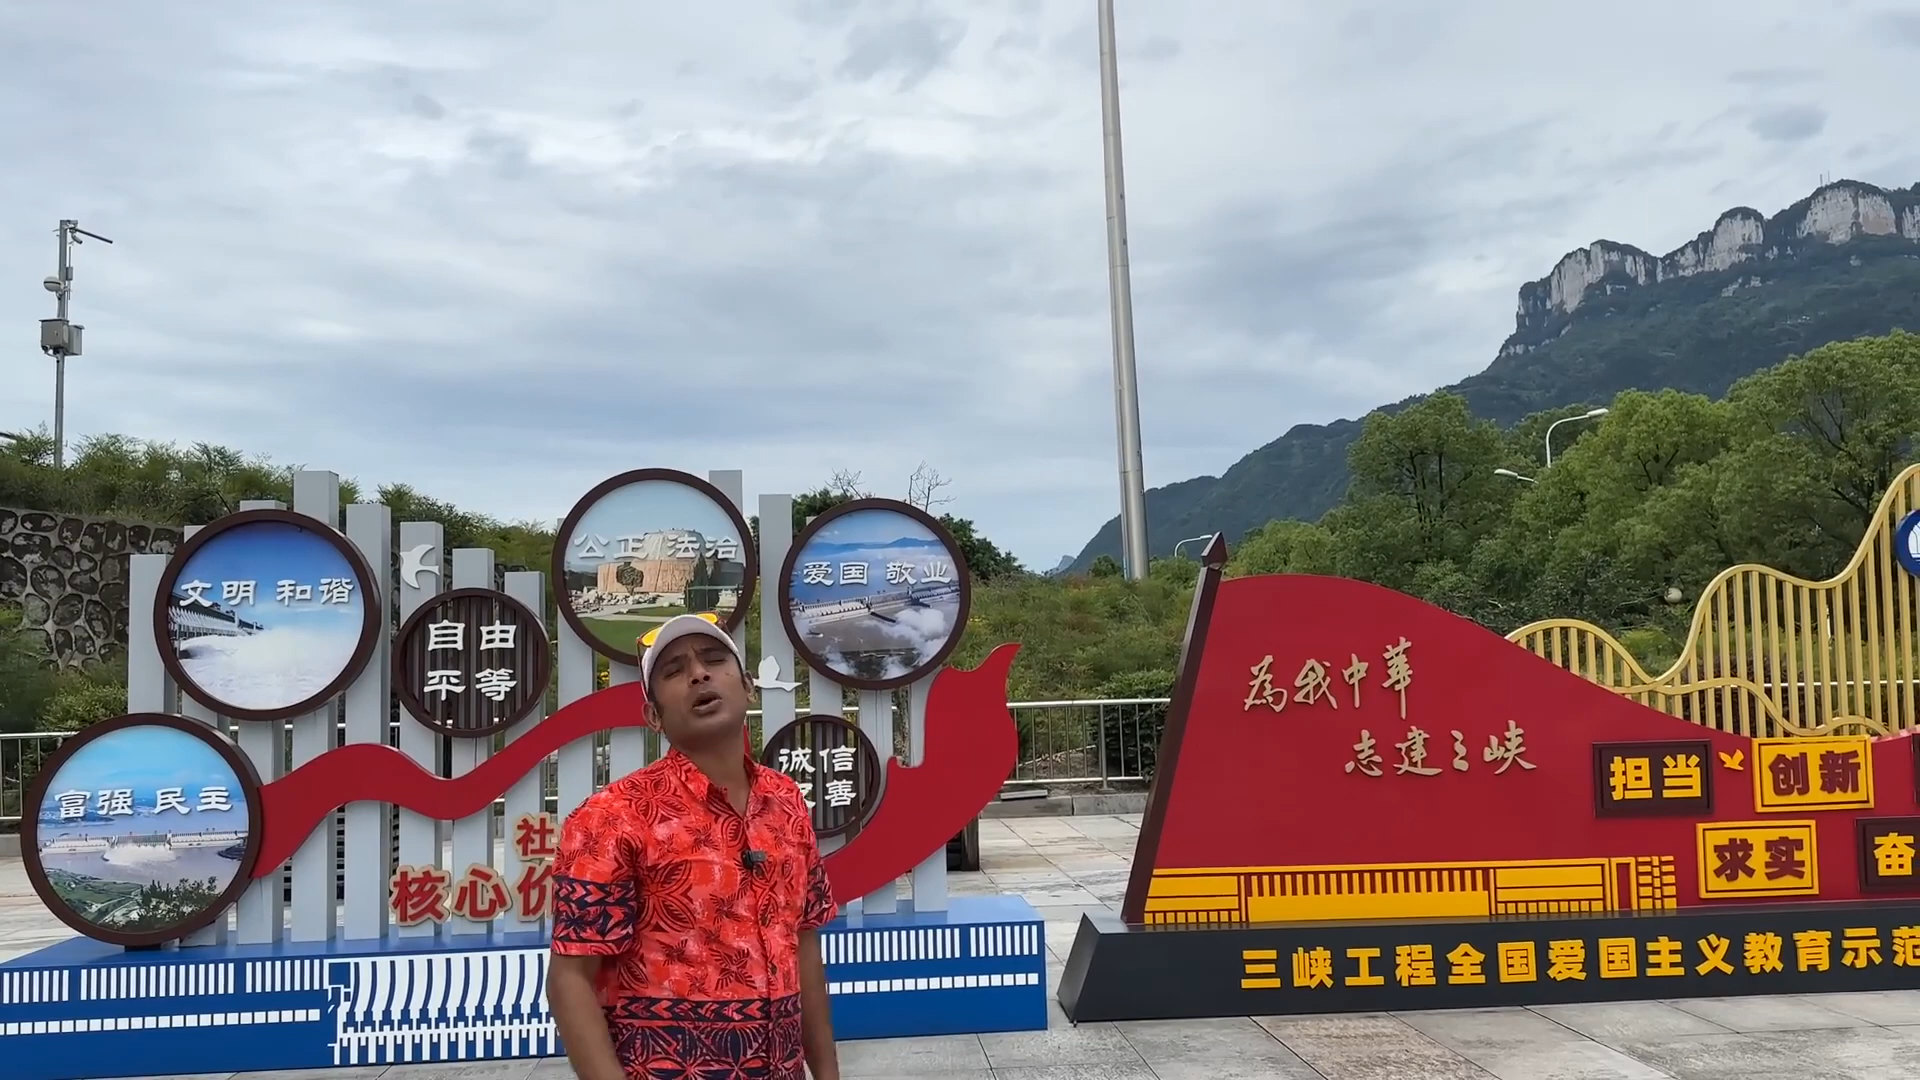 文明 和谐
自由
平等
公正 法治
爱国 敬业
富强 民主
诚信
善
社
核心价
為我中華
志建三峡
担当
创新
求实
奋
三峡工程全国爱国主义教育示范